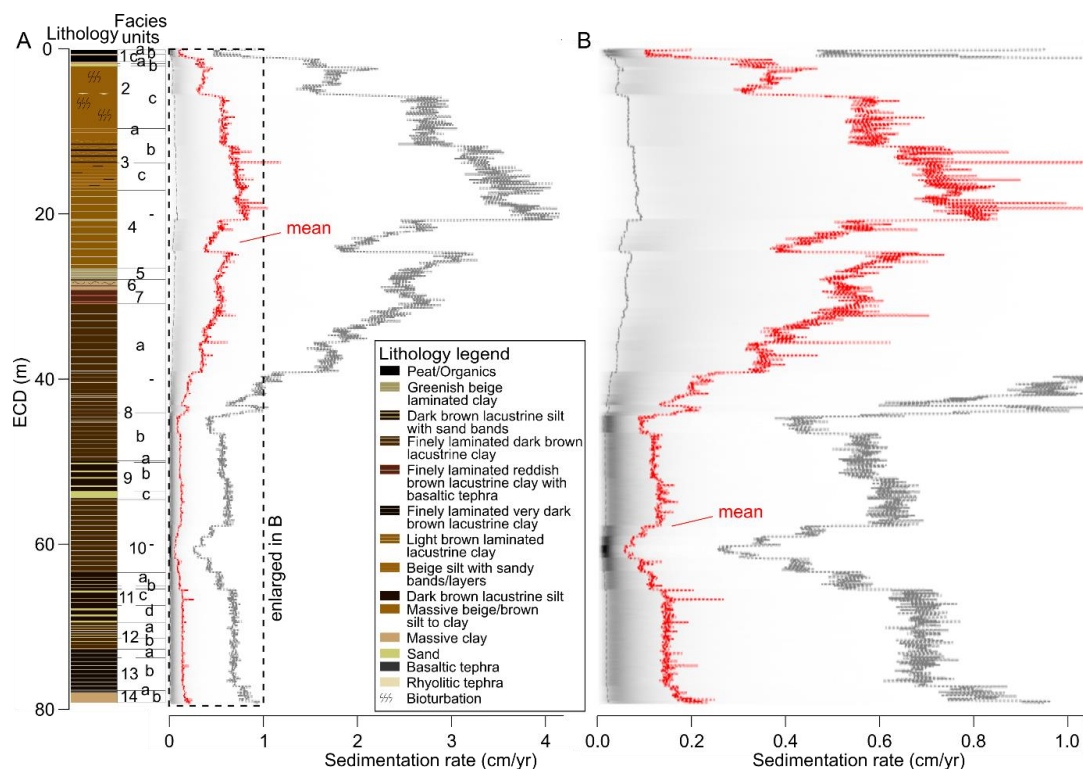 A
Lithology
Facies
units
B
0
20
40
60
80
ECD (m)
1
a
b
c
a
b
2
c
a
b
3
c
-
4
5
6
7
a
-
8
b
a
b
9
c
10
-
a
b
11
c
d
a
12
b
a
13
b
a
14
mean
enlarged in B
Lithology legend
Peat/Organics
Greenish beige
laminated clay
Dark brown lacustrine silt
with sand bands
Finely laminated dark brown
lacustrine clay
Finely laminated reddish
brown lacustrine clay with
basaltic tephra
Finely laminated very dark
brown lacustrine clay
Light brown laminated
lacustrine clay
Beige silt with sandy
bands/layers
Dark brown lacustrine silt
Massive beige/brown
silt to clay
Massive clay
Sand
Basaltic tephra
Rhyolitic tephra
Bioturbation
0 1 2 3 4
Sedimentation rate (cm/yr)
mean
0.0 0.2 0.4 0.6 0.8 1.0
Sedimentation rate (cm/yr)